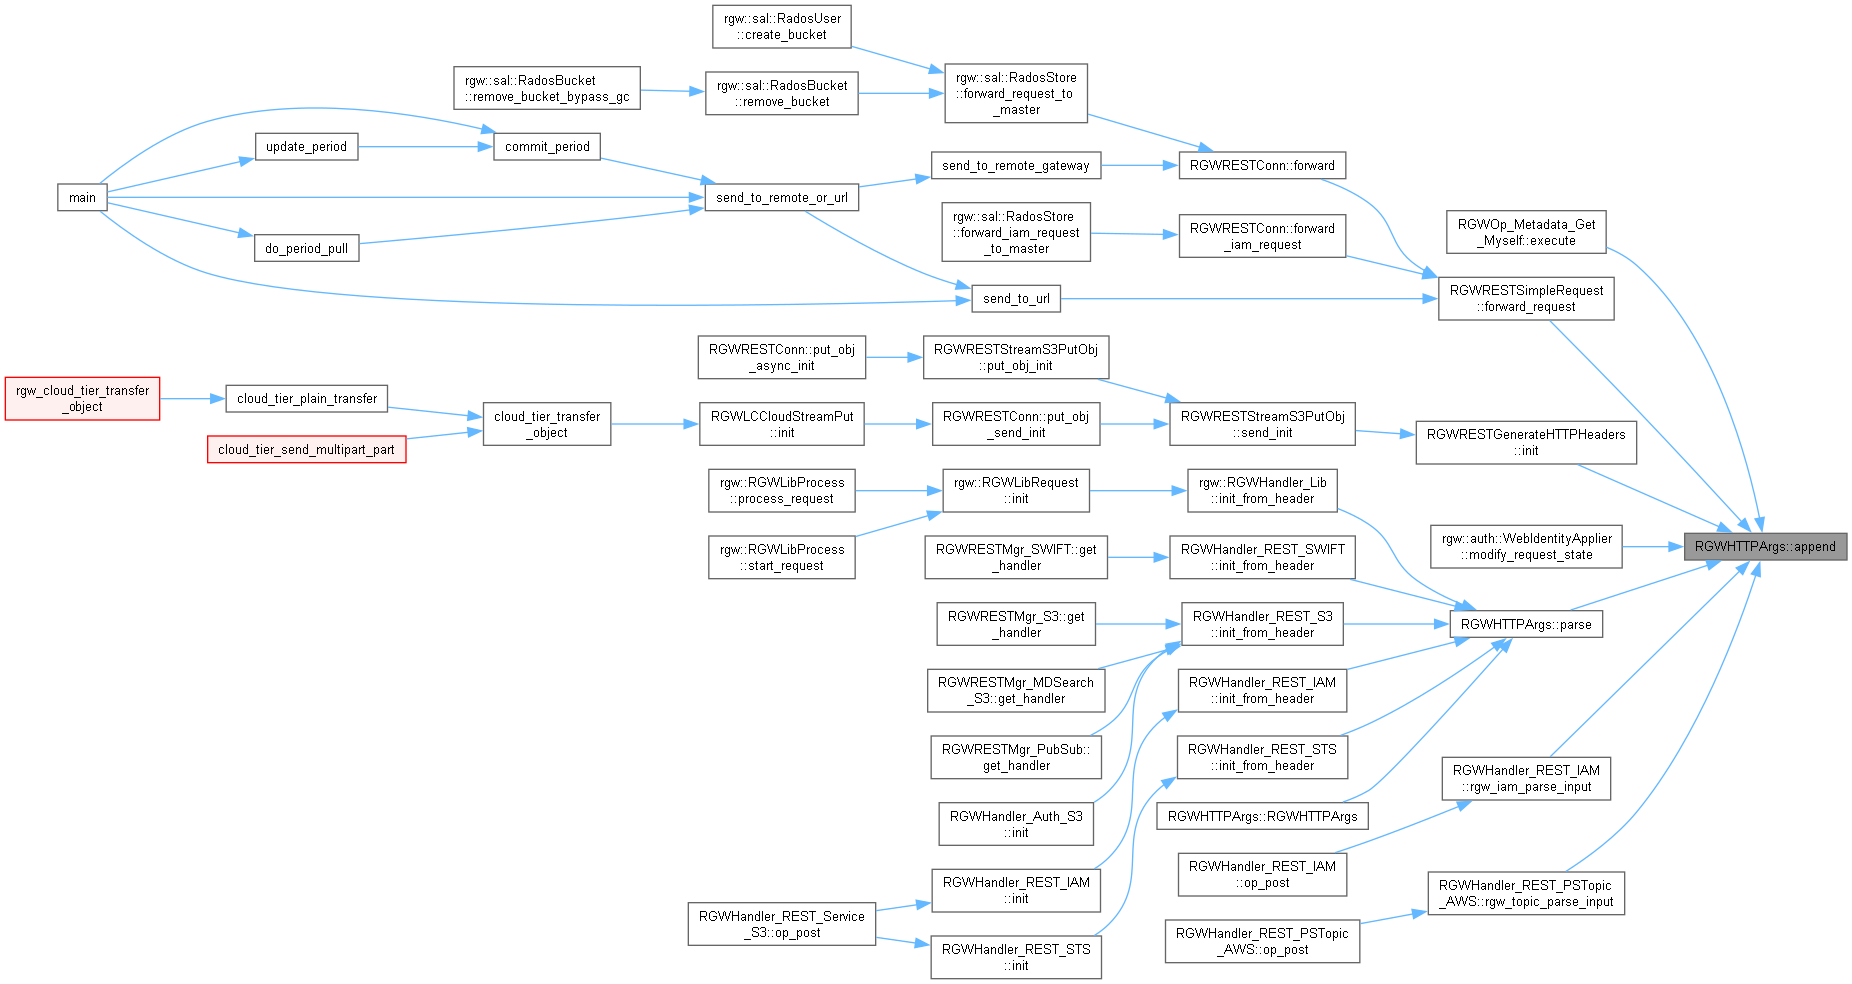 rgw::sal::RadosUser
::create_bucket
rgw::sal::RadosBucket
::remove_bucket_bypass_gc
rgw::sal::RadosBucket
::remove_bucket
rgw::sal::RadosStore
::forward_request_to
_master
update_period
commit_period
send_to_remote_gateway
RGWRESTConn::forward
main
send_to_remote_or_url
do_period_pull
rgw::sal::RadosStore
::forward_iam_request
_to_master
RGWRESTConn::forward
_iam_request
RGWOp_Metadata_Get
_Myself::execute
send_to_url
RGWRESTSimpleRequest
::forward_request
RGWRESTConn::put_obj
_async_init
RGWRESTStreamS3PutObj
::put_obj_init
rgw_cloud_tier_transfer
_object
cloud_tier_plain_transfer
cloud_tier_send_multipart_part
cloud_tier_transfer
_object
RGWLCCloudStreamPut
::init
RGWRESTConn::put_obj
_send_init
RGWRESTStreamS3PutObj
::send_init
RGWRESTGenerateHTTPHeaders
::init
rgw::RGWLibProcess
::process_request
rgw::RGWLibRequest
::init
rgw::RGWHandler_Lib
::init_from_header
rgw::RGWLibProcess
::start_request
RGWRESTMgr_SWIFT::get
_handler
RGWHandler_REST_SWIFT
::init_from_header
rgw::auth::WebIdentityApplier
::modify_request_state
RGWHTTPArgs::append
RGWRESTMgr_S3::get
_handler
RGWHandler_REST_S3
::init_from_header
RGWHTTPArgs::parse
RGWRESTMgr_MDSearch
_S3::get_handler
RGWHandler_REST_IAM
::init_from_header
RGWRESTMgr_PubSub::
get_handler
RGWHandler_REST_STS
::init_from_header
RGWHandler_REST_IAM
::rgw_iam_parse_input
RGWHandler_Auth_S3
::init
RGWHTTPArgs::RGWHTTPArgs
RGWHandler_REST_IAM
::op_post
RGWHandler_REST_IAM
::init
RGWHandler_REST_PSTopic
_AWS::rgw_topic_parse_input
RGWHandler_REST_Service
_S3::op_post
RGWHandler_REST_PSTopic
_AWS::op_post
RGWHandler_REST_STS
::init